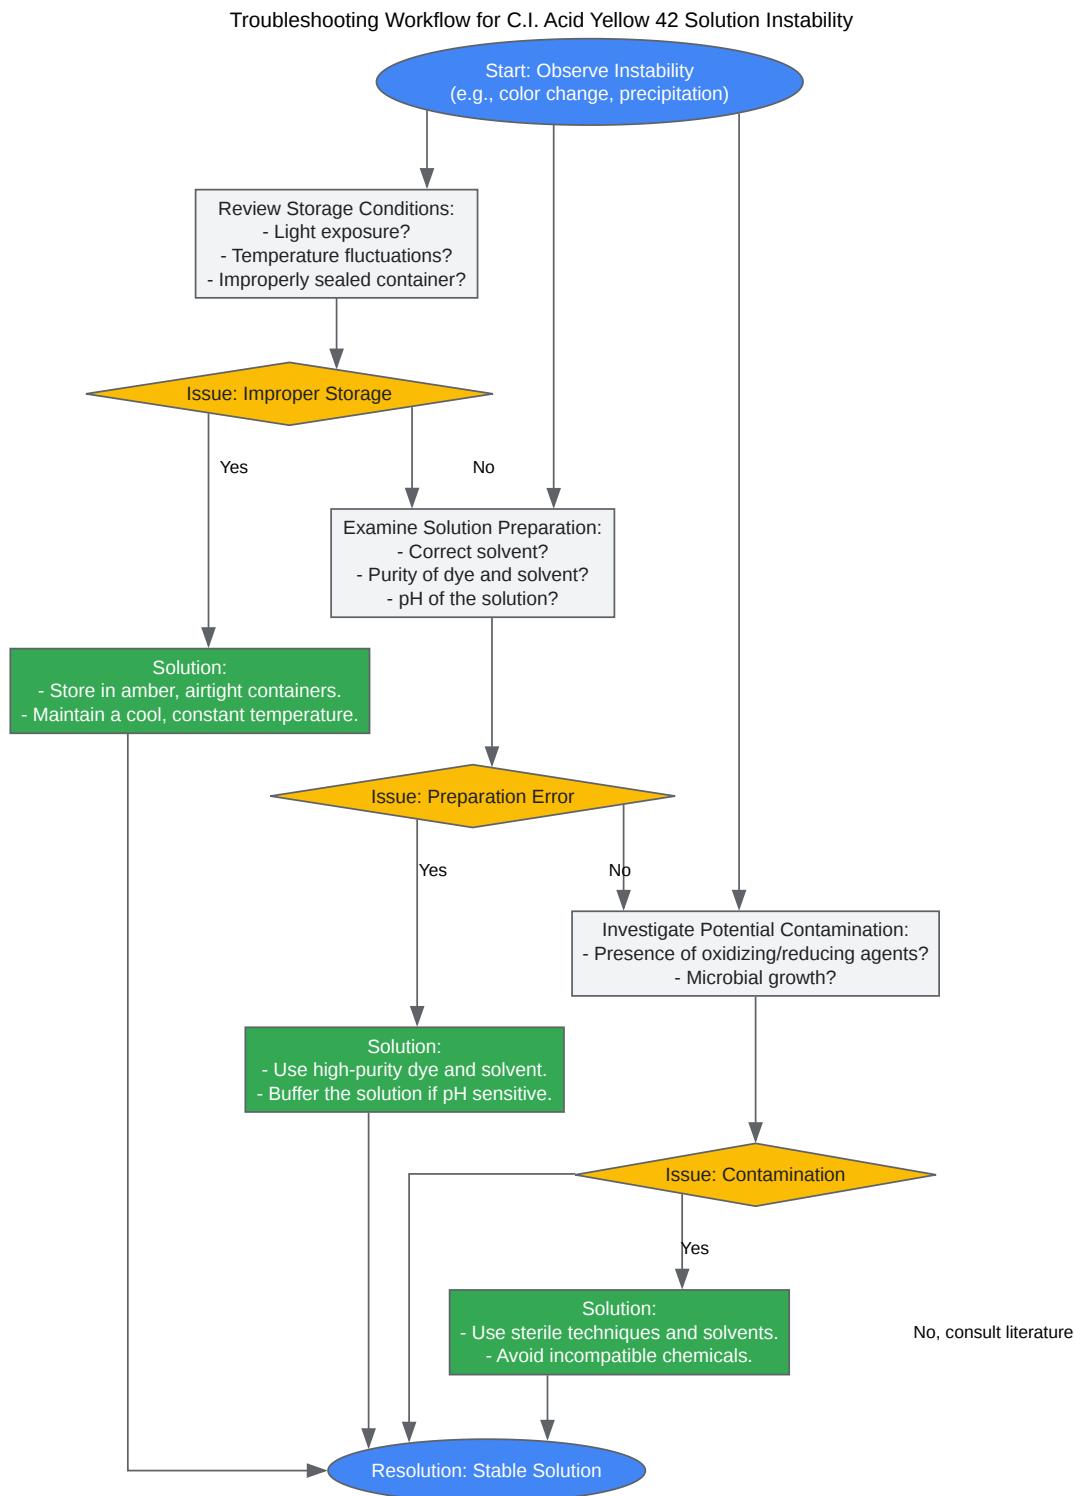 Troubleshooting Workflow for C.I. Acid Yellow 42 Solution Instability
Start: Observe Instability
(e.g., color change, precipitation)
Review Storage Conditions:
- Light exposure?
- Temperature fluctuations?
- Improperly sealed container?
Issue: Improper Storage
Yes
No
Examine Solution Preparation:
- Correct solvent?
- Purity of dye and solvent?
- pH of the solution?
Solution:
- Store in amber, airtight containers.
- Maintain a cool, constant temperature.
Issue: Preparation Error
Yes
No
Investigate Potential Contamination:
- Presence of oxidizing/reducing agents?
- Microbial growth?
Solution:
- Use high-purity dye and solvent.
- Buffer the solution if pH sensitive.
Issue: Contamination
Yes
Solution:
- Use sterile techniques and solvents.
- Avoid incompatible chemicals.
No, consult literature
Resolution: Stable Solution